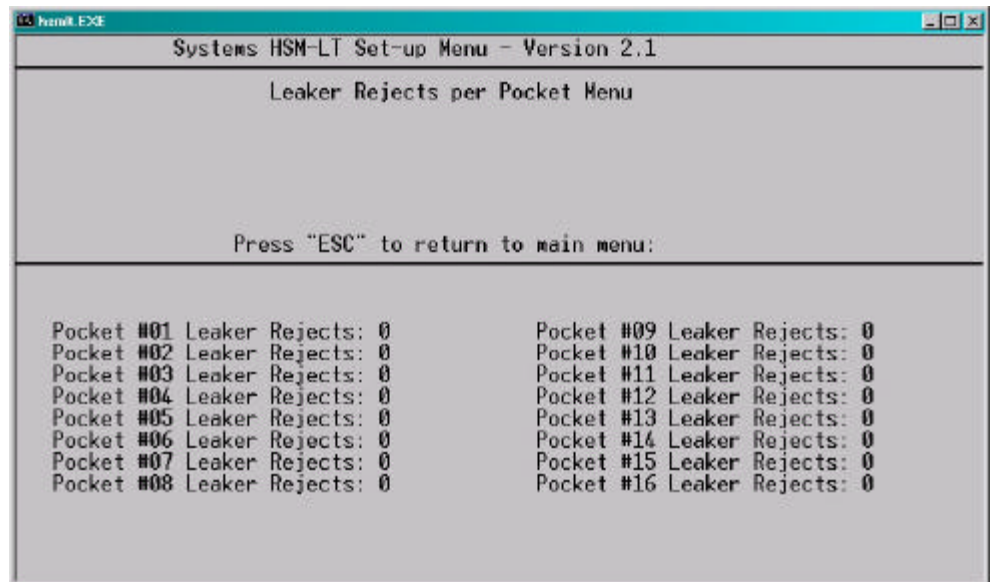 hsmlt.EXE
Systems HSM-LT Set-up Menu - Version 2.1
Leaker Rejects per Pocket Menu
Press "ESC" to return to main menu:
Pocket #01 Leaker Rejects: 0
Pocket #02 Leaker Rejects: 0
Pocket #03 Leaker Rejects: 0
Pocket #04 Leaker Rejects: 0
Pocket #05 Leaker Rejects: 0
Pocket #06 Leaker Rejects: 0
Pocket #07 Leaker Rejects: 0
Pocket #08 Leaker Rejects: 0
Pocket #09 Leaker Rejects: 0
Pocket #10 Leaker Rejects: 0
Pocket #11 Leaker Rejects: 0
Pocket #12 Leaker Rejects: 0
Pocket #13 Leaker Rejects: 0
Pocket #14 Leaker Rejects: 0
Pocket #15 Leaker Rejects: 0
Pocket #16 Leaker Rejects: 0